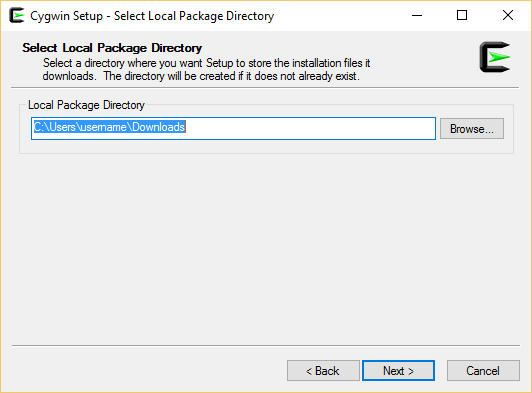 Cygwin Setup - Select Local Package Directory
Select Local Package Directory
Select a directory where you want Setup to store the installation files it
downloads. The directory will be created if it does not already exist.
Local Package Directory
C:\Users\username\Downloads
Browse...
< Back
Next >
Cancel